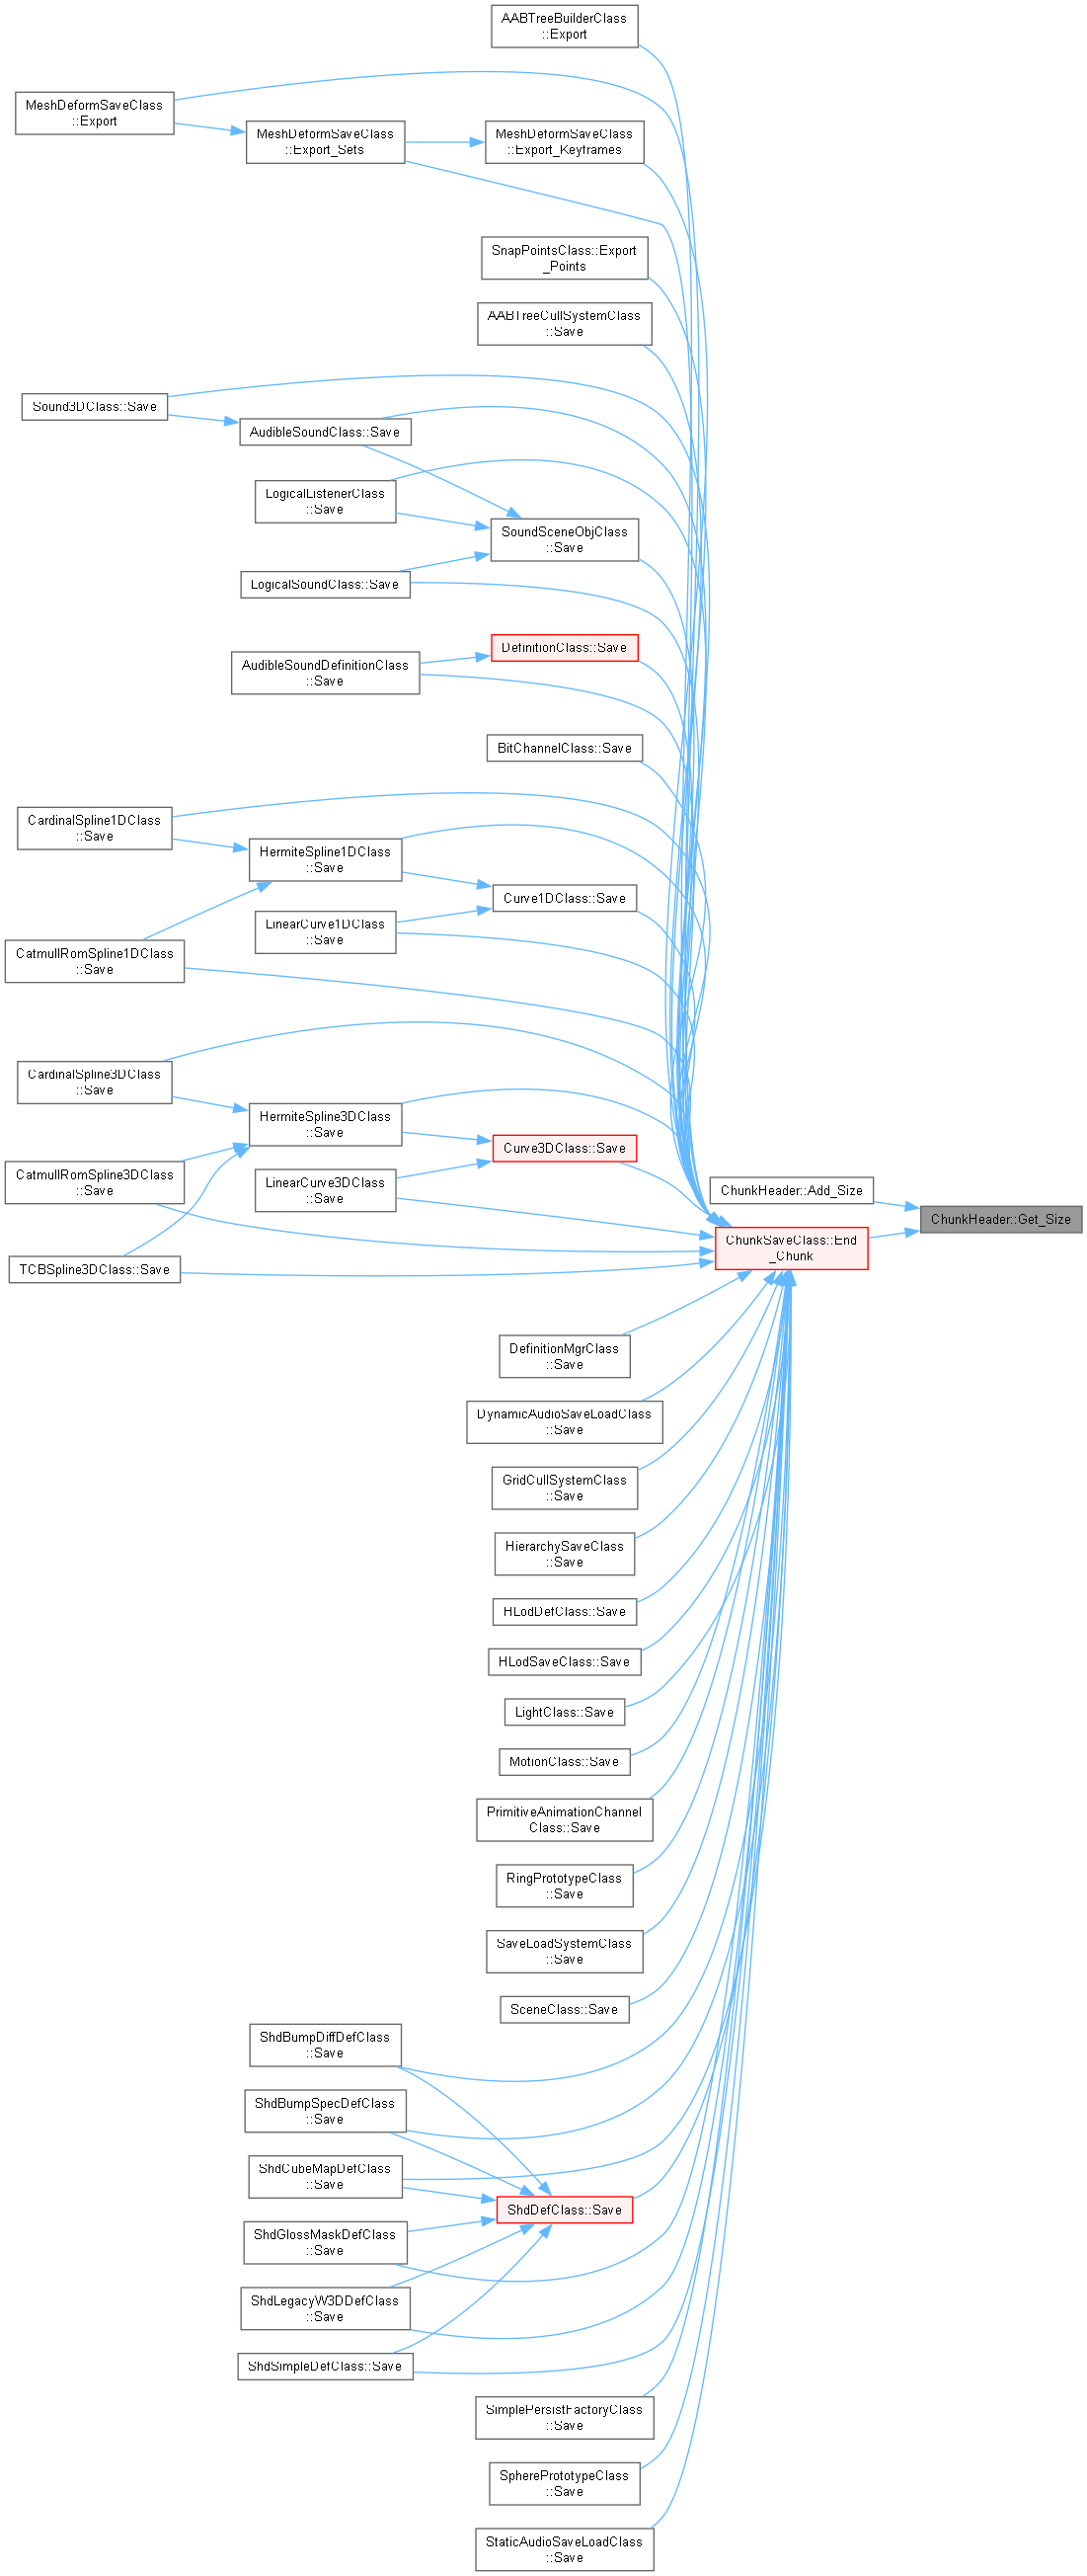 AABTreeBuilderClass
::Export
MeshDeformSaveClass
::Export
MeshDeformSaveClass
::Export_Sets
MeshDeformSaveClass
::Export_Keyframes
SnapPointsClass::Export
_Points
AABTreeCullSystemClass
::Save
Sound3DClass::Save
AudibleSoundClass::Save
LogicalListenerClass
::Save
SoundSceneObjClass
::Save
LogicalSoundClass::Save
DefinitionClass::Save
AudibleSoundDefinitionClass
::Save
BitChannelClass::Save
CardinalSpline1DClass
::Save
HermiteSpline1DClass
::Save
Curve1DClass::Save
LinearCurve1DClass
::Save
CatmullRomSpline1DClass
::Save
CardinalSpline3DClass
::Save
HermiteSpline3DClass
::Save
Curve3DClass::Save
CatmullRomSpline3DClass
::Save
LinearCurve3DClass
::Save
ChunkHeader::Add_Size
ChunkHeader::Get_Size
ChunkSaveClass::End
_Chunk
TCBSpline3DClass::Save
DefinitionMgrClass
::Save
DynamicAudioSaveLoadClass
::Save
GridCullSystemClass
::Save
HierarchySaveClass
::Save
HLodDefClass::Save
HLodSaveClass::Save
LightClass::Save
MotionClass::Save
PrimitiveAnimationChannel
Class::Save
RingPrototypeClass
::Save
SaveLoadSystemClass
::Save
SceneClass::Save
ShdBumpDiffDefClass
::Save
ShdBumpSpecDefClass
::Save
ShdCubeMapDefClass
::Save
ShdDefClass::Save
ShdGlossMaskDefClass
::Save
ShdLegacyW3DDefClass
::Save
ShdSimpleDefClass::Save
SimplePersistFactoryClass
::Save
SpherePrototypeClass
::Save
StaticAudioSaveLoadClass
::Save